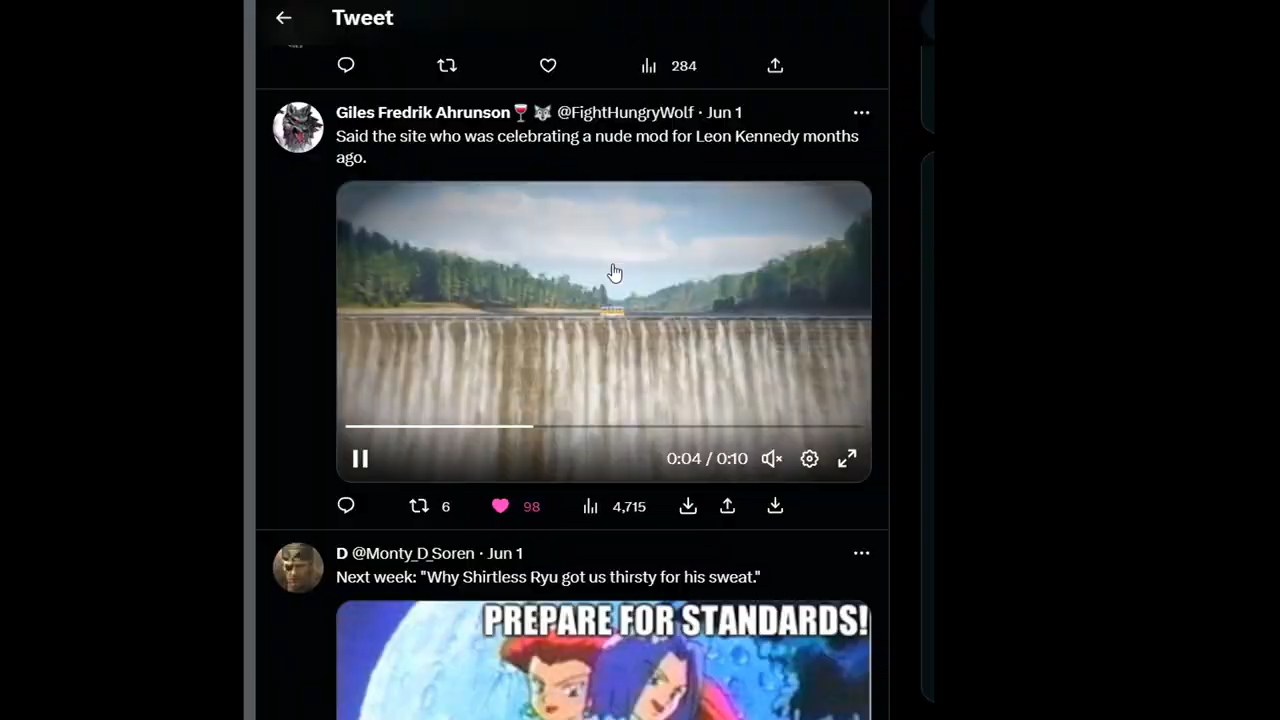 Tweet
284
Giles Fredrik Ahrunson🍷🐺 @FightHungryWolf · Jun 1
Said the site who was celebrating a nude mod for Leon Kennedy months
ago.
0:04 / 0:10
6 98 4,715
D @Monty_D_Soren · Jun 1
Next week: "Why Shirtless Ryu got us thirsty for his sweat."
PREPARE FOR STANDARDS!